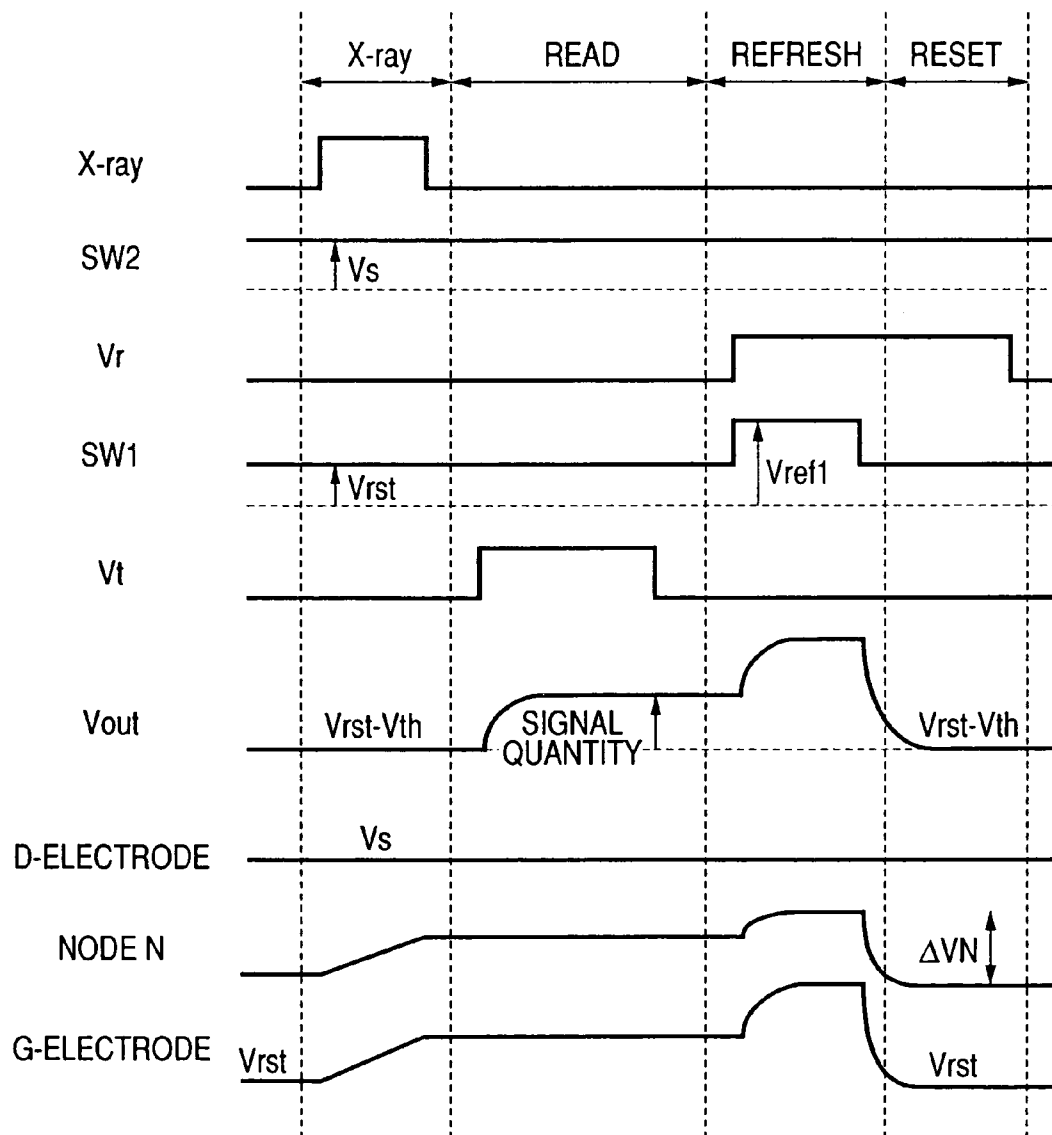 X-ray READ REFRESH RESET
X-ray
SW2
Vs
Vr
SW1
Vrst
Vref1
Vt
Vout
Vrst-Vth
SIGNAL
QUANTITY
Vrst-Vth
D-ELECTRODE
Vs
NODE N
ΔVN
G-ELECTRODE
Vrst
Vrst